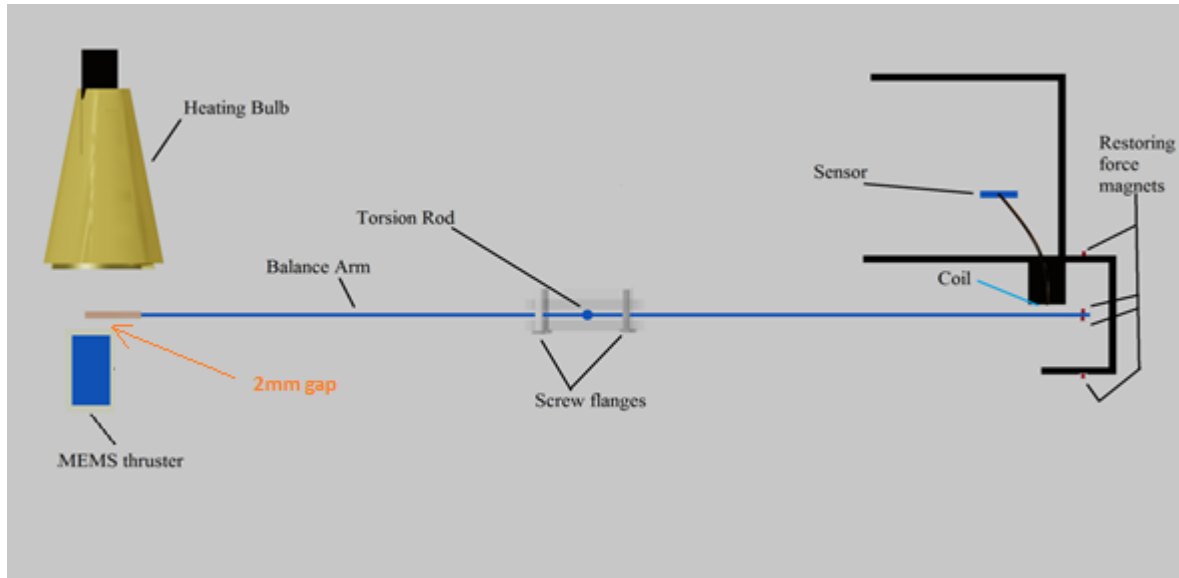 Heating Bulb
Restoring
force
magnets
Sensor
Torsion Rod
Balance Arm
Coil
2mm gap
Screw flanges
MEMS thruster